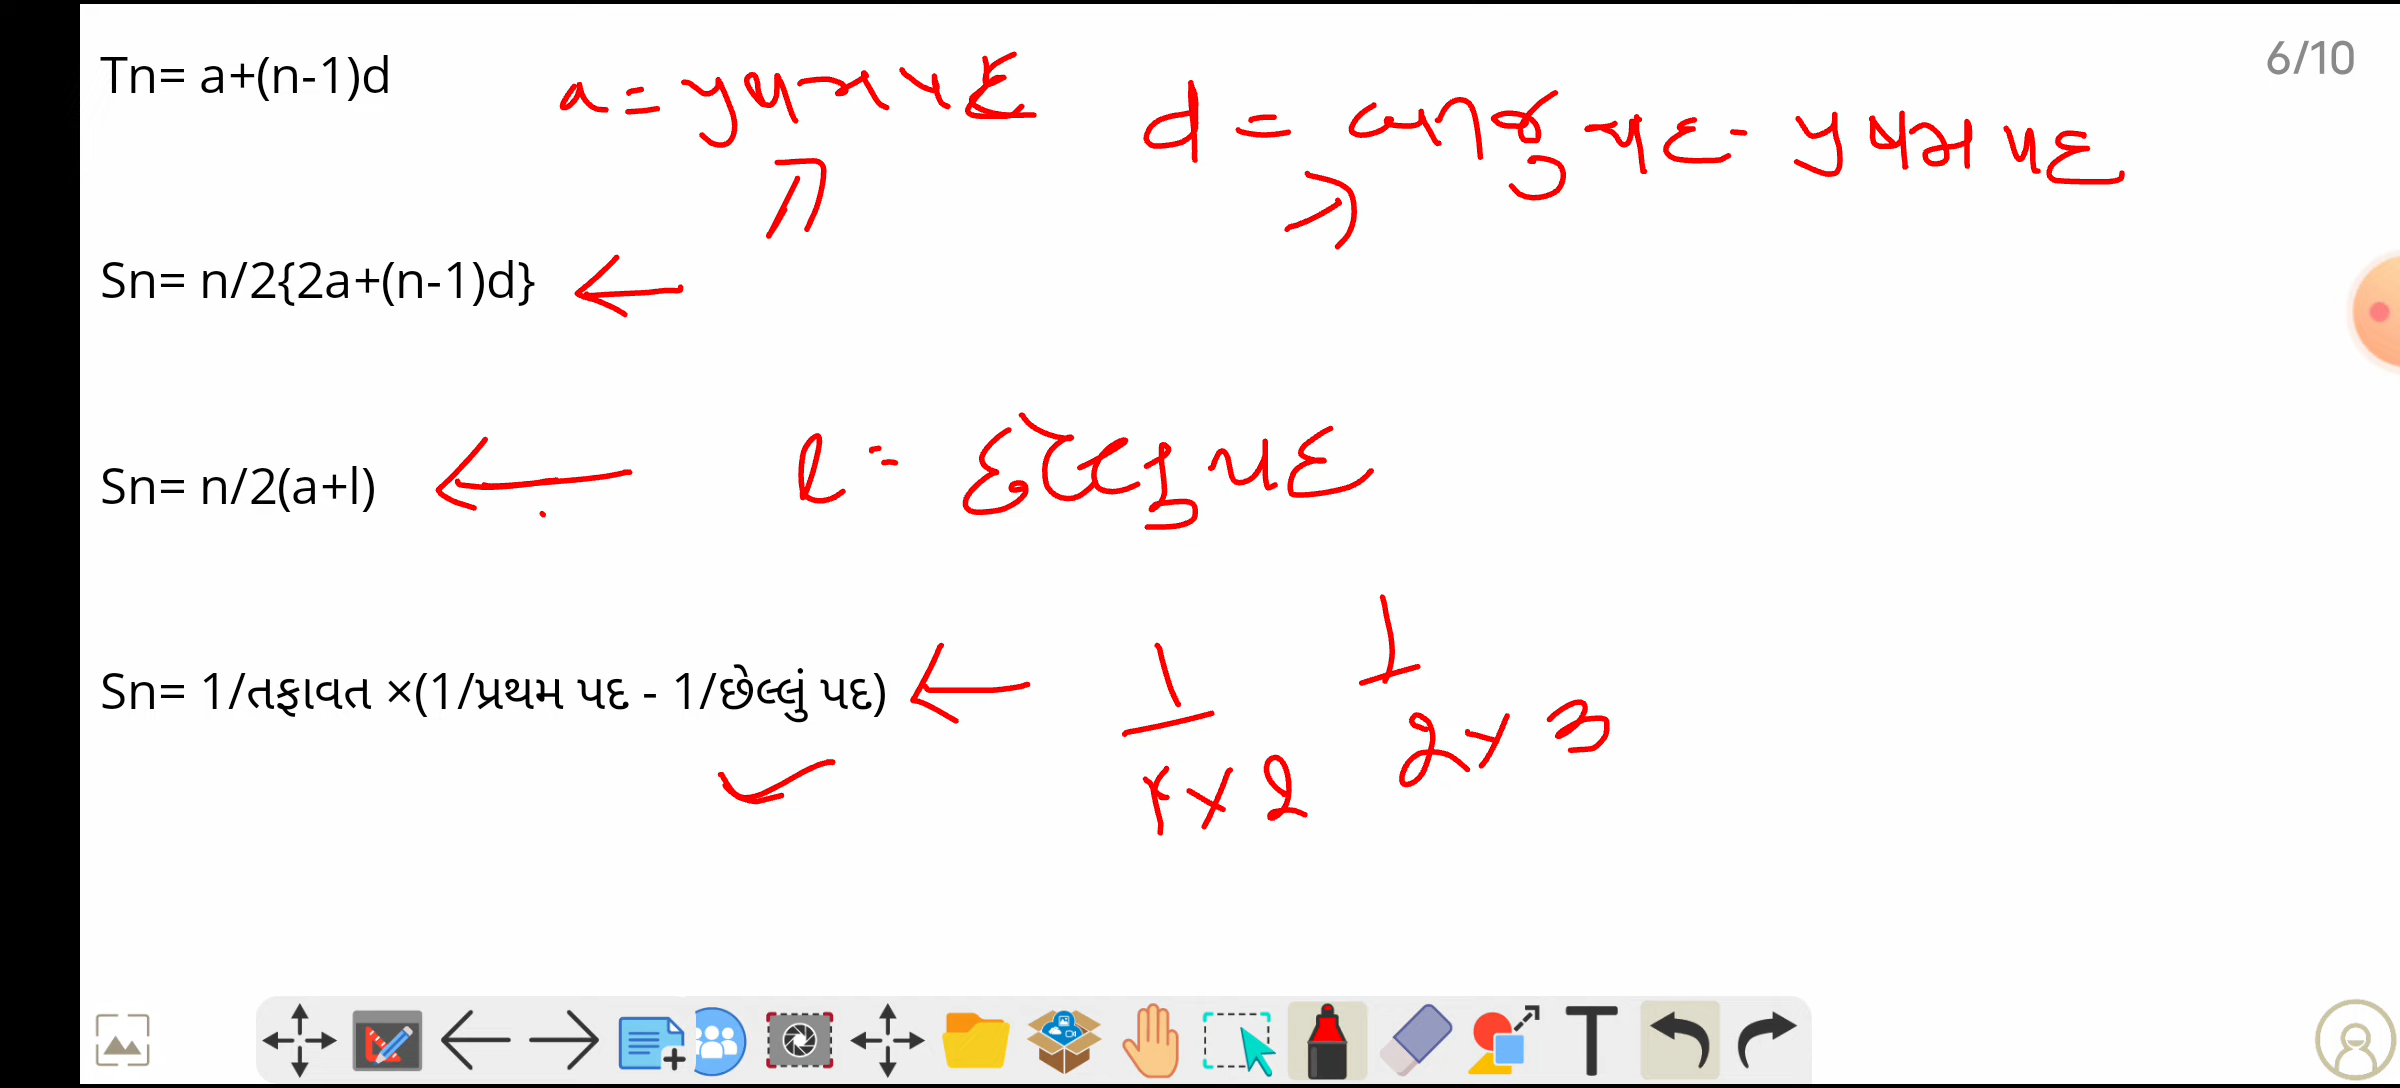 Tn= a+(n-1)d a = પ્રથમ પદ d = બીજું પદ - પ્રથમ પદ 6/10
Sn= n/2{2a+(n-1)d}
Sn= n/2(a+l) l = છેલ્લું પદ
Sn= 1/તફાવત ×(1/પ્રથમ પદ - 1/છેલ્લું પદ) 1/1×2 1/2×3